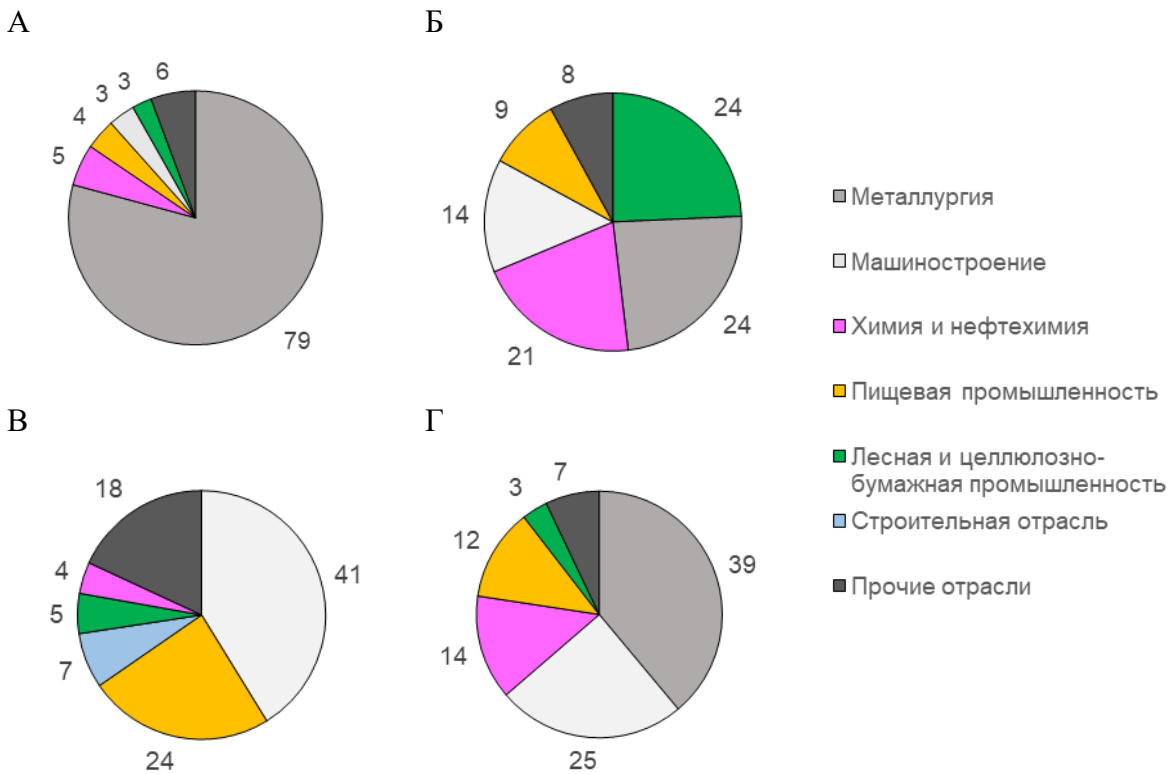 А
6
3
3
4
5
79
Б
8
24
9
14
21
24
В
18
41
4
5
7
24
Г
7
3
12
39
14
25
Металлургия
Машиностроение
Химия и нефтехимия
Пищевая промышленность
Лесная и целлюлозно-
бумажная промышленность
Строительная отрасль
Прочие отрасли